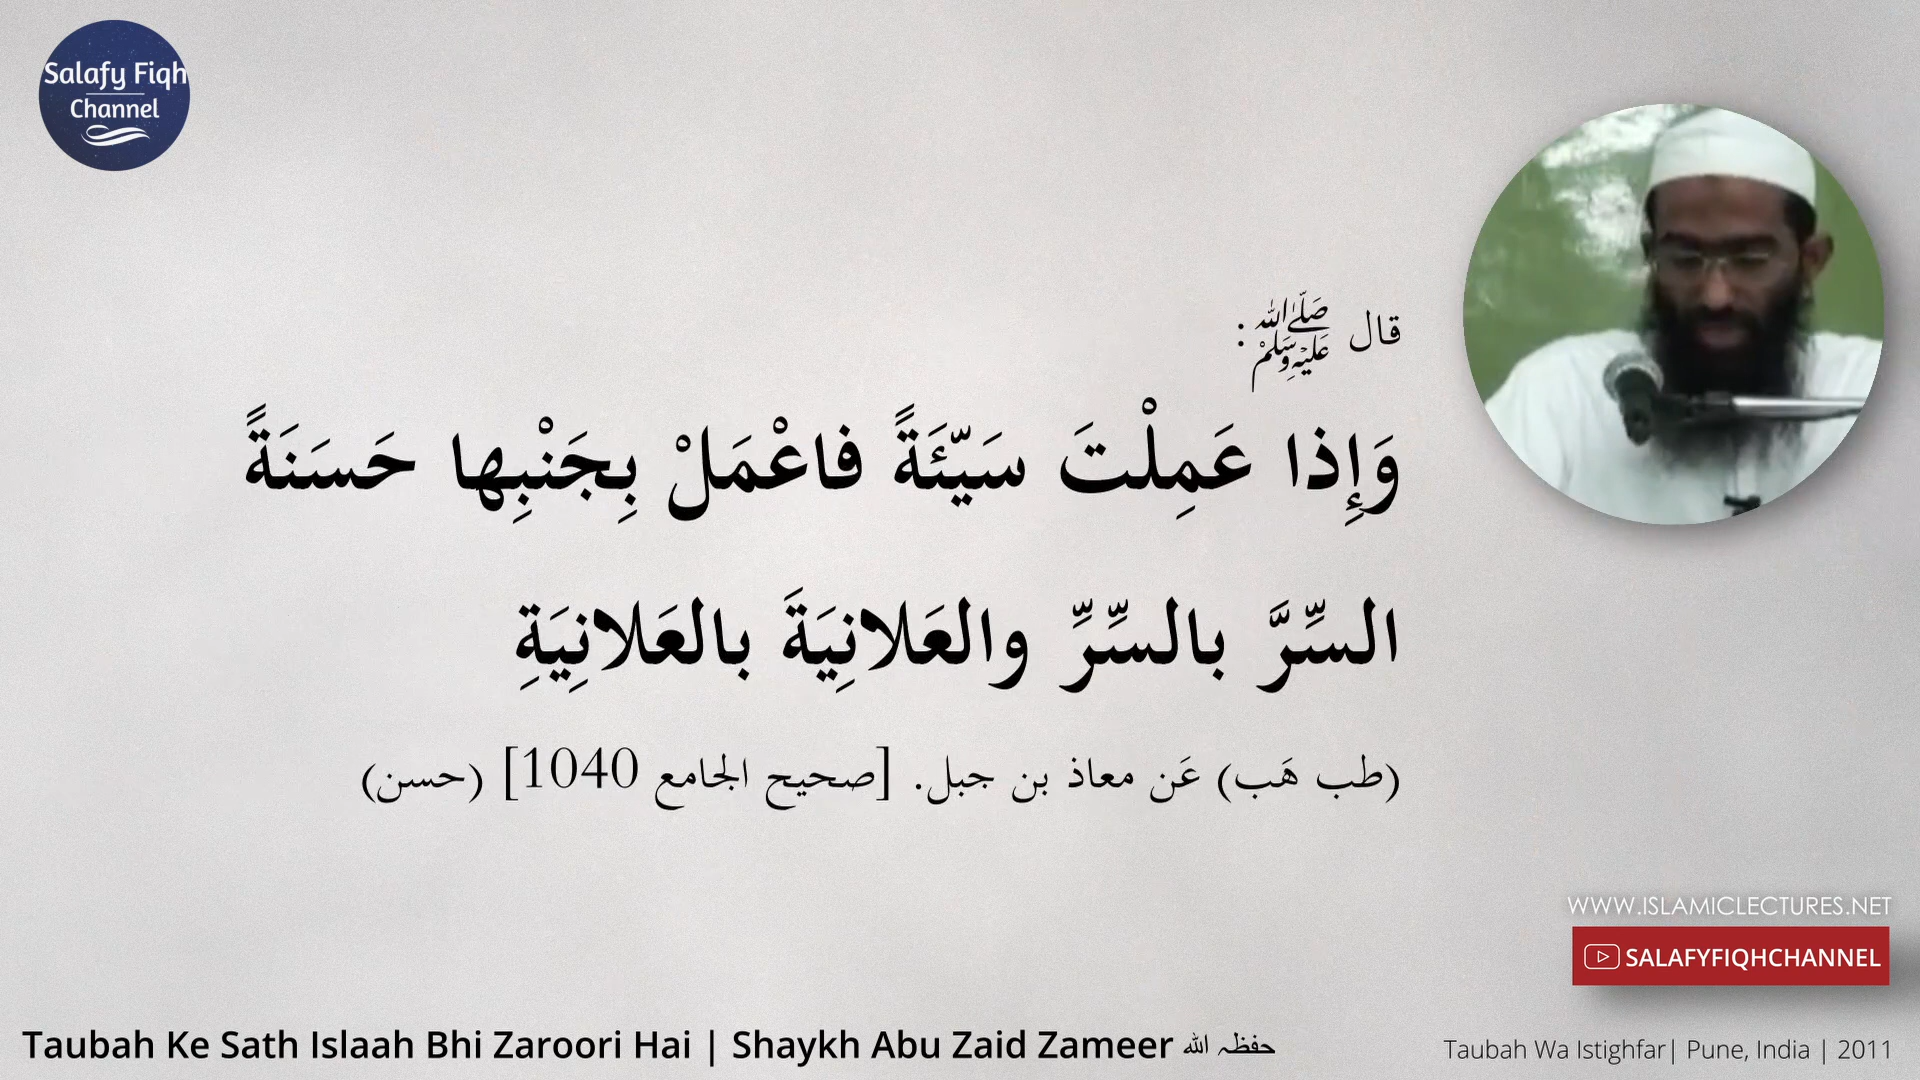 Salafy Fiqh
Channel
قال ﷺ:
وَإِذا عَمِلْتَ سَيِّئَةً فاعْمَلْ بِجَنْبِها حَسَنَةً
السِّرَّ بالسِّرِّ والعَلانِيَةَ بالعَلانِيَةِ
(طب هَب) عَن معاذ بن جبل. [صحيح الجامع 1040] (حسن)
WWW.ISLAMICLECTURES.NET
SALAFYFIQHCHANNEL
Taubah Ke Sath Islaah Bhi Zaroori Hai | Shaykh Abu Zaid Zameer حفظہ الله
Taubah Wa Istighfar| Pune, India | 2011